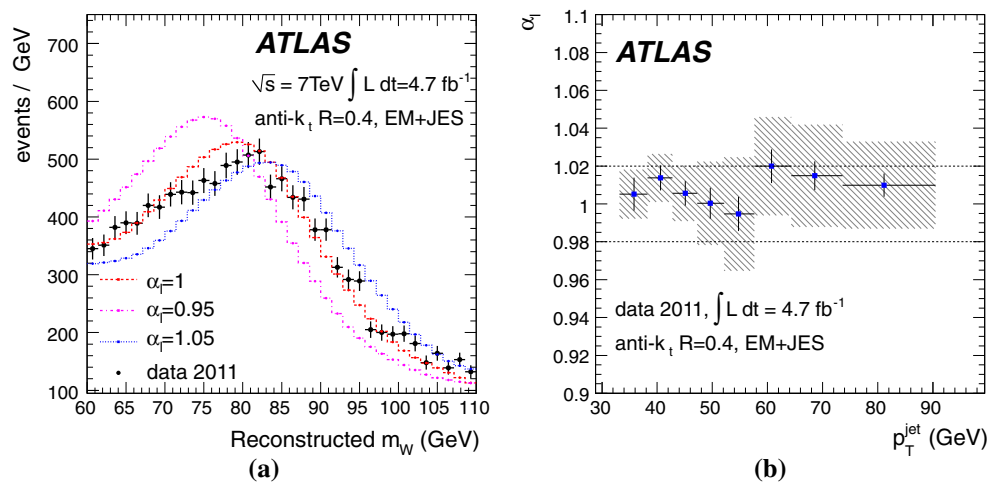 events / GeV
700
600
500
400
300
200
100
ATLAS
√s = 7TeV ∫ L dt=4.7 fb⁻¹
anti-kₜ R=0.4, EM+JES
αₗ=1
αₗ=0.95
αₗ=1.05
data 2011
60 65 70 75 80 85 90 95 100 105 110
Reconstructed m_W (GeV)
(a)
αₗ
1.1
1.08
1.06
1.04
1.02
1
0.98
0.96
0.94
0.92
0.9
ATLAS
data 2011, ∫ L dt = 4.7 fb⁻¹
anti-kₜ R=0.4, EM+JES
30 40 50 60 70 80 90
p_T^jet (GeV)
(b)